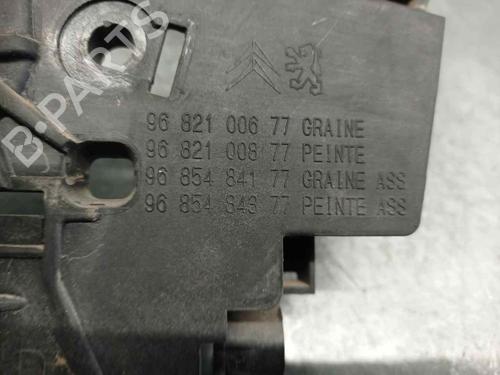 B-PARTS
96 821 006 77 GRAINE
96 821 008 77 PEINTE
96 854 841 77 GRAINE ASS
96 854 843 77 PEINTE ASS